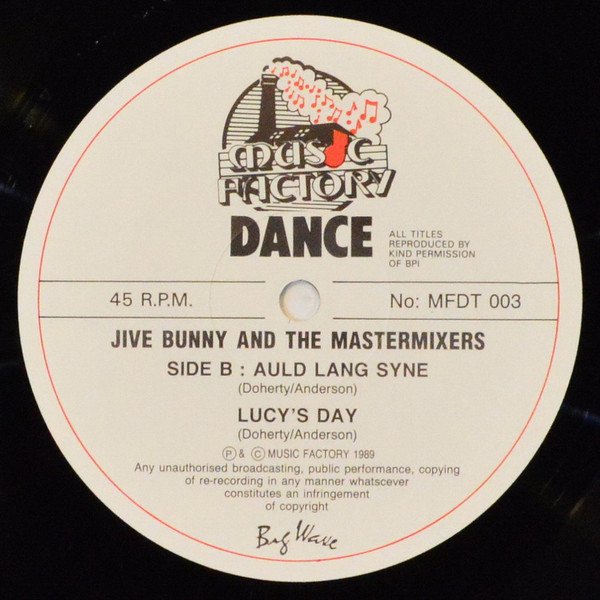 music
FACTORY
DANCE
ALL TITLES
REPRODUCED BY
KIND PERMISSION
OF BPI
45 R.P.M.
No: MFDT 003
JIVE BUNNY AND THE MASTERMIXERS
SIDE B : AULD LANG SYNE
(Doherty/Anderson)
LUCY'S DAY
(Doherty/Anderson)
Ⓟ & © MUSIC FACTORY 1989
Any unauthorised broadcasting, public performance, copying
of re-recording in any manner whatscever
constitutes an infringement
of copyright
Big Wave